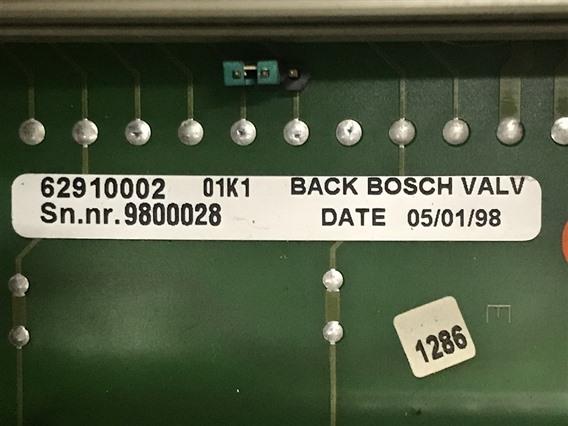 62910002 01K1 BACK BOSCH VALV
Sn.nr.9800028 DATE 05/01/98
E
1286